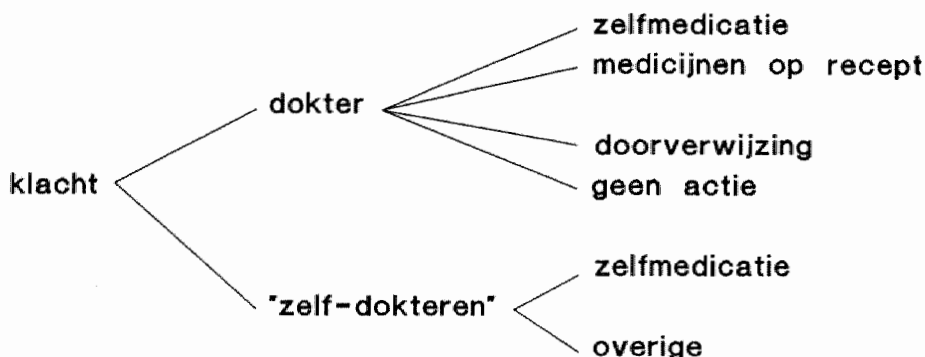 zelfmedicatie
medicijnen op recept
dokter
doorverwijzing
klacht
geen actie
zelfmedicatie
"zelf-dokteren"
overige